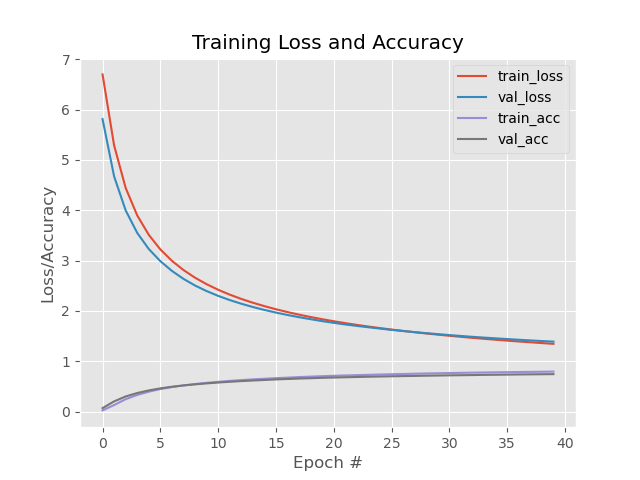 Training Loss and Accuracy
7
6
5
4
3
2
1
0
Loss/Accuracy
train_loss
val_loss
train_acc
val_acc
0 5 10 15 20 25 30 35 40
Epoch #